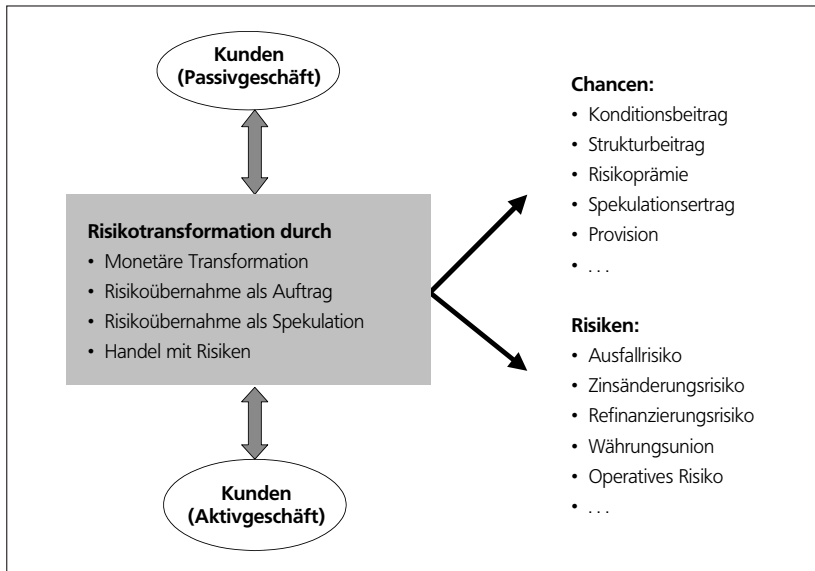 Kunden
(Passivgeschäft)
Risikotransformation durch
• Monetäre Transformation
• Risikoübernahme als Auftrag
• Risikoübernahme als Spekulation
• Handel mit Risiken
Kunden
(Aktivgeschäft)
Chancen:
• Konditionsbeitrag
• Strukturbeitrag
• Risikoprämie
• Spekulationsertrag
• Provision
• . . .
Risiken:
• Ausfallrisiko
• Zinsänderungsrisiko
• Refinanzierungsrisiko
• Währungsunion
• Operatives Risiko
• . . .